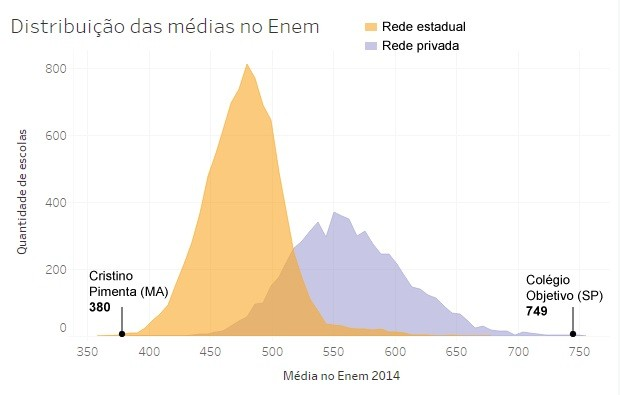 Distribuição das médias no Enem
Rede estadual
Rede privada
Quantidade de escolas
800
600
400
200
0
Cristino
Pimenta (MA)
380
Colégio
Objetivo (SP)
749
350 400 450 500 550 600 650 700 750
Média no Enem 2014